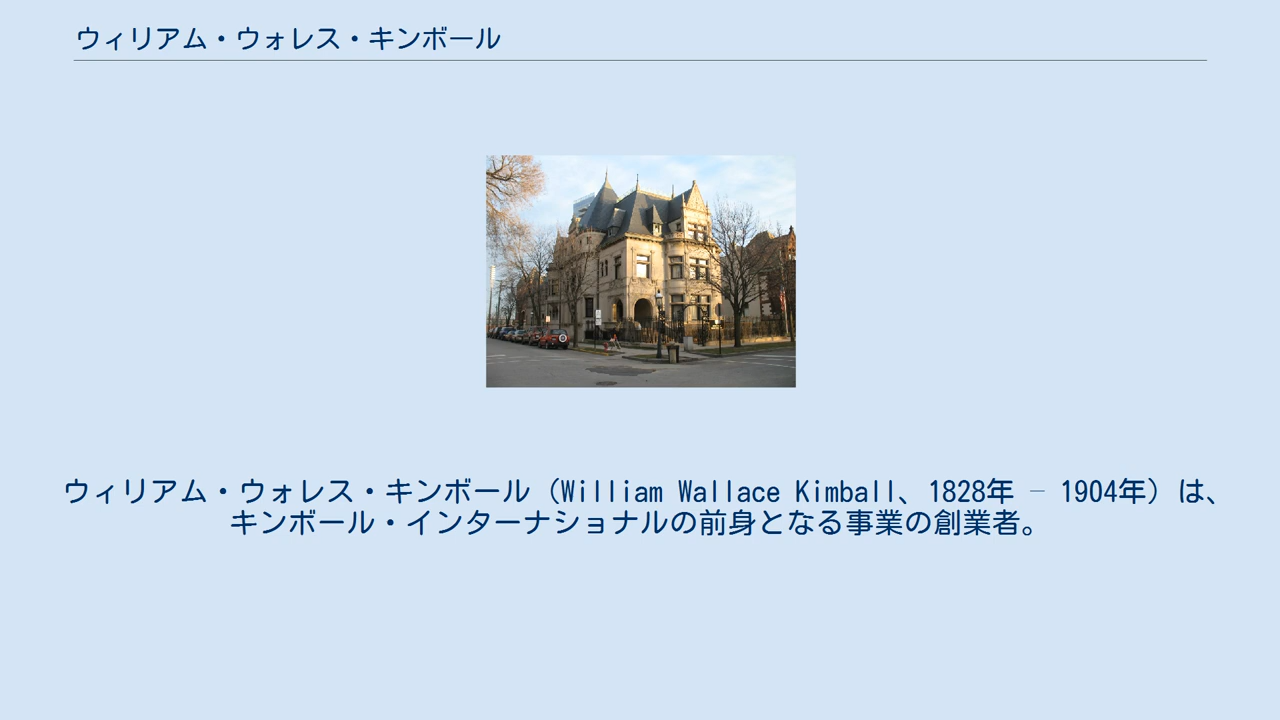 ウィリアム・ウォレス・キンボール
ウィリアム・ウォレス・キンボール（William Wallace Kimball、1828年 – 1904年）は、
キンボール・インターナショナルの前身となる事業の創業者。